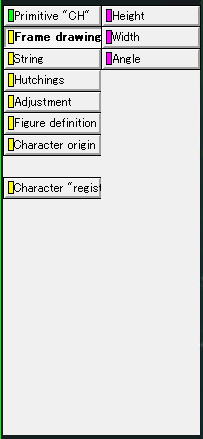 Primitive "CH"
Height
Frame drawing
Width
String
Angle
Hutchings
Adjustment
Figure definition
Character origin
Character "regist